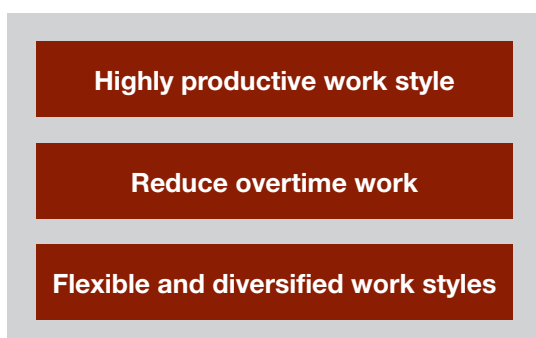 Highly productive work style
Reduce overtime work
Flexible and diversified work styles